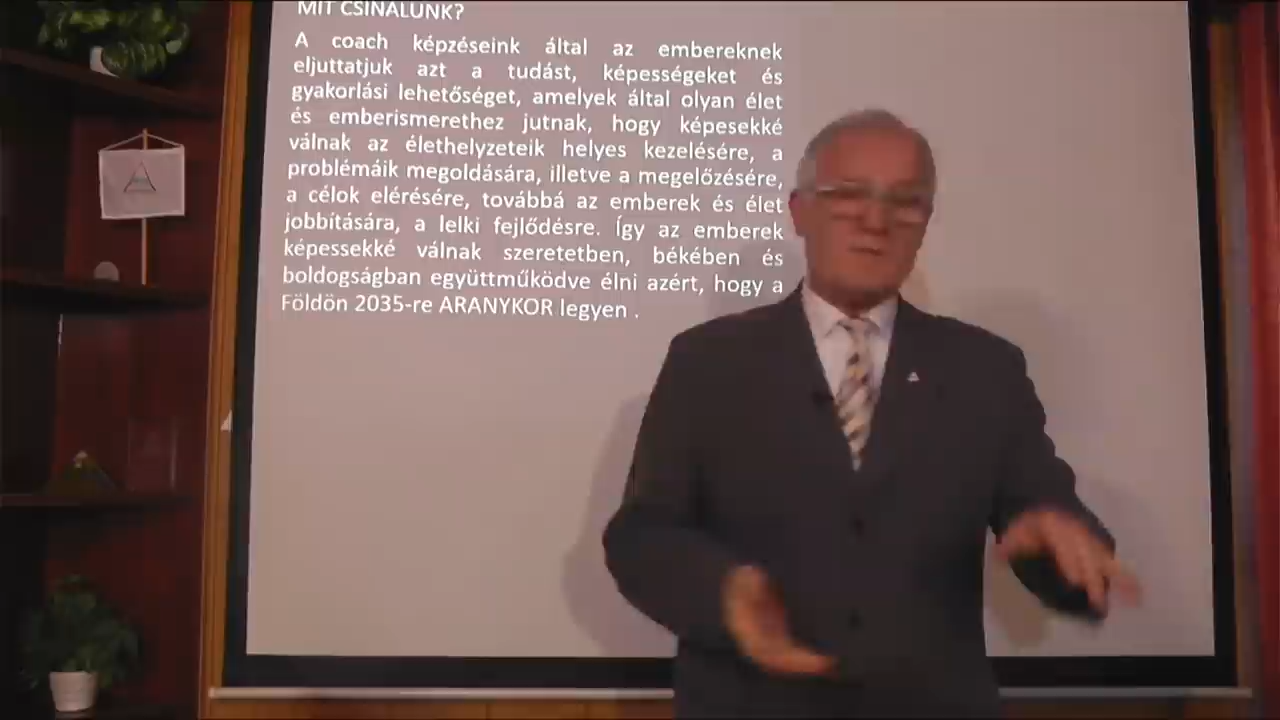 MIT CSINÁLUNK?
A coach képzéseink által az embereknek
eljuttatjuk azt a tudást, képességeket és
gyakorlási lehetőséget, amelyek által olyan élet
és emberismerethez jutnak, hogy képesekké
válnak az élethelyzeteik helyes kezelésére, a
problémáik megoldására, illetve a megelőzésére,
a célok elérésére, továbbá az emberek és élet
jobbítására, a lelki fejlődésre. Így az emberek
képessekké válnak szeretetben, békében és
boldogságban együttműködve élni azért, hogy a
Földön 2035-re ARANYKOR legyen .